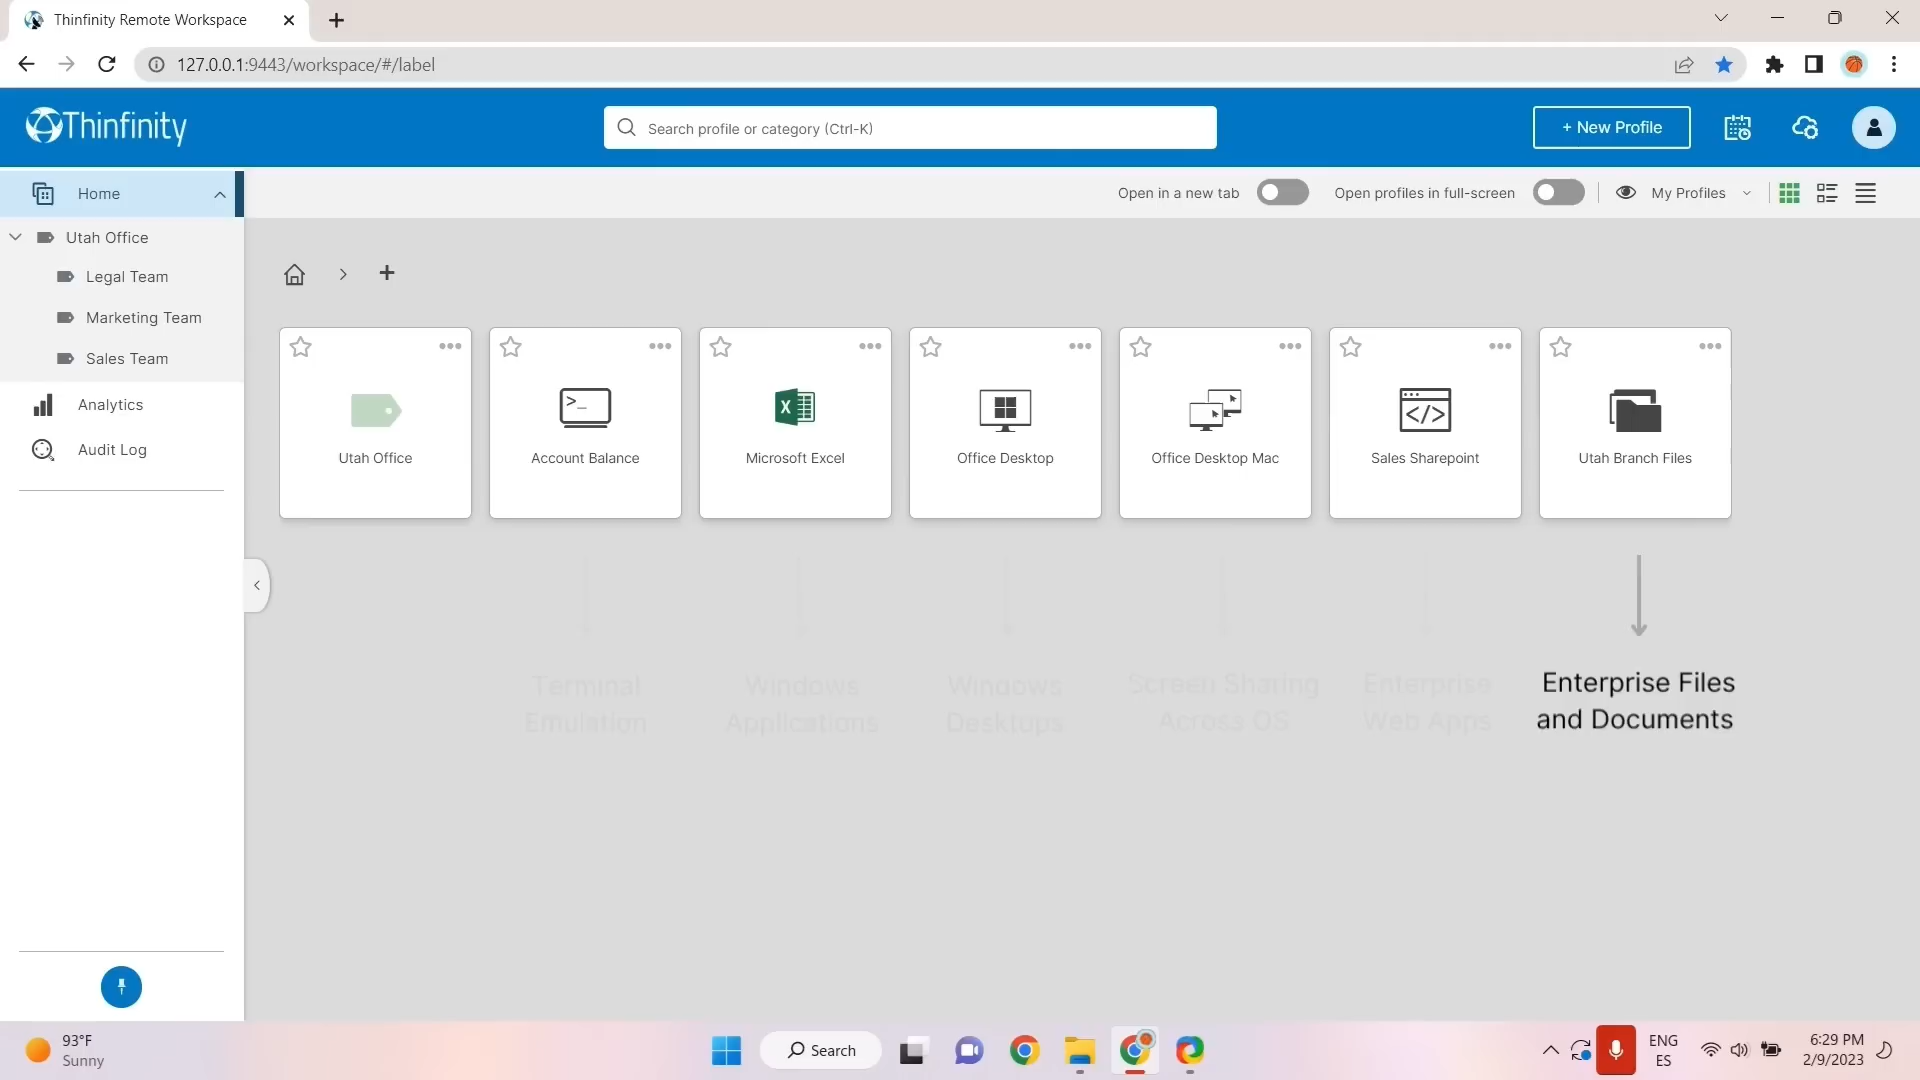 Thinfinity Remote Workspace
127.0.0.1:9443/workspace/#/label
Thinfinity
Search profile or category (Ctrl-K)
+ New Profile
Home
Open in a new tab
Open profiles in full-screen
My Profiles
Utah Office
Legal Team
Marketing Team
Sales Team
Analytics
Audit Log
Utah Office
Account Balance
Microsoft Excel
Office Desktop
Office Desktop Mac
Sales Sharepoint
Utah Branch Files
Terminal
Emulation
Windows
Applications
Windows
Desktops
Screen Sharing
Across OS
Enterprise
Web Apps
Enterprise Files
and Documents
93°F
Sunny
Search
ENG
ES
6:29 PM
2/9/2023